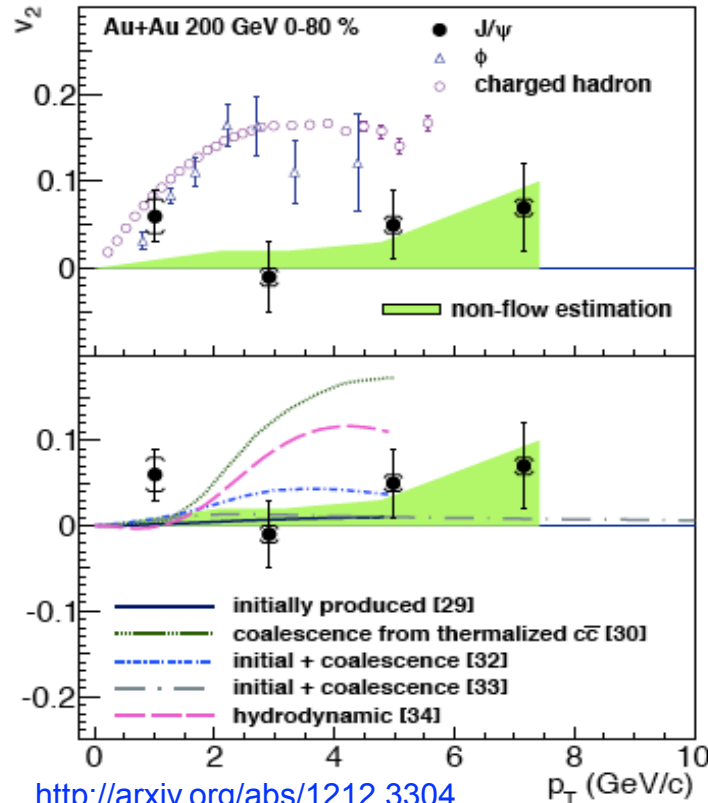 v2
Au+Au 200 GeV 0-80 %
J/ψ
ϕ
charged hadron
0.2
0.1
0
non-flow estimation
0.1
0
-0.1
-0.2
initially produced [29]
coalescence from thermalized cc̅ [30]
initial + coalescence [32]
initial + coalescence [33]
hydrodynamic [34]
0 2 4 6 8 10
http://arxiv.org/abs/1212.3304
pT (GeV/c)